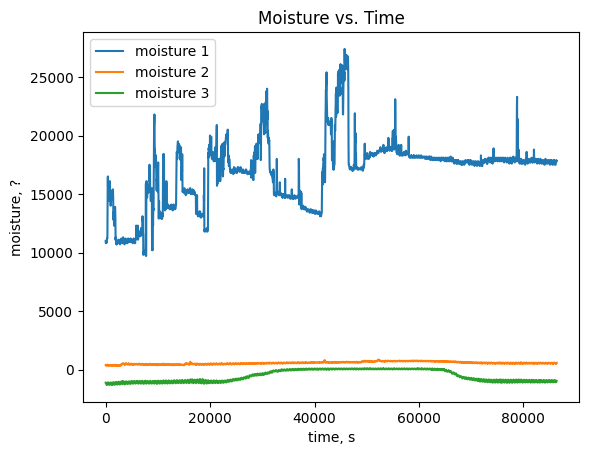 Moisture vs. Time
moisture 1
moisture 2
moisture 3
moisture, ?
25000
20000
15000
10000
5000
0
0
20000
40000
60000
80000
time, s